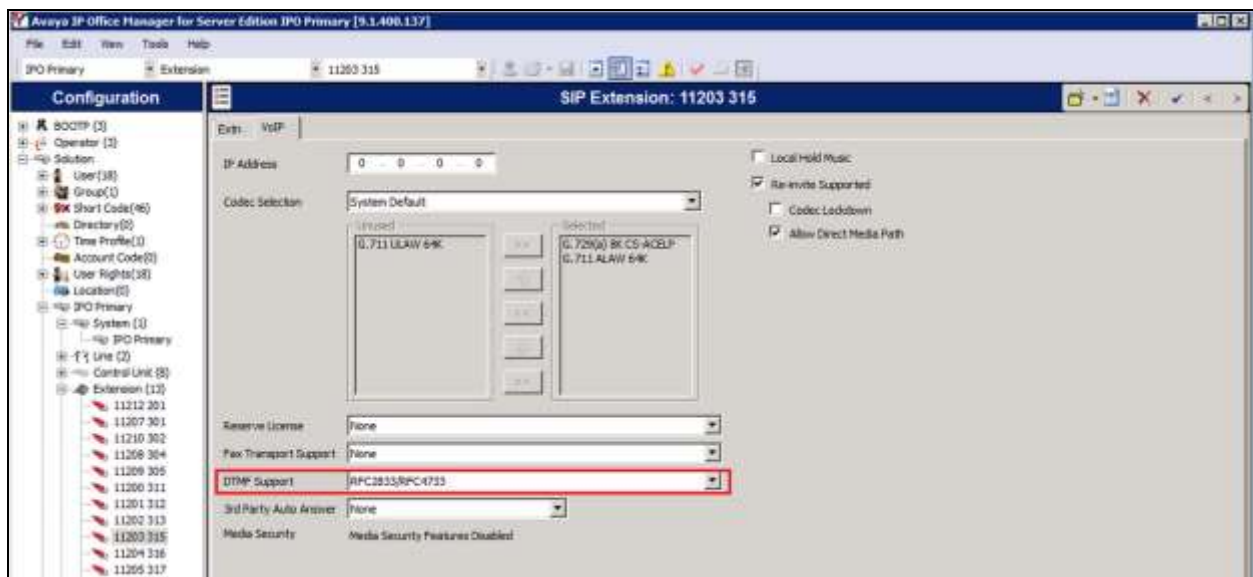 Avaya IP Office Manager for Server Edition IPO Primary [9.1.400.137]
File Edit View Tools Help
IPO Primary Extension 11203 315
Configuration
SIP Extension: 11203 315
BOOTP (3)
Operator (3)
Solution
User(18)
Group(1)
Short Code(46)
Directory(0)
Time Profile(1)
Account Code(0)
User Rights(18)
Location(0)
IPO Primary
System (1)
IPO Primary
Line (2)
Control Unit (8)
Extension (13)
11212 201
11207 301
11210 302
11208 304
11209 305
11200 311
11201 312
11202 313
11203 315
11204 316
11205 317
Extn VoIP
IP Address 0 . 0 . 0 . 0
Codec Selection System Default
Unused
G.711 ULAW 64K
Selected
G.729(a) 8K CS-ACELP
G.711 ALAW 64K
Reserve License None
Fax Transport Support None
DTMF Support RFC2833/RFC4733
3rd Party Auto Answer None
Media Security Media Security Features Disabled
Local Hold Music
Re-invite Supported
Codec Lockdown
Allow Direct Media Path